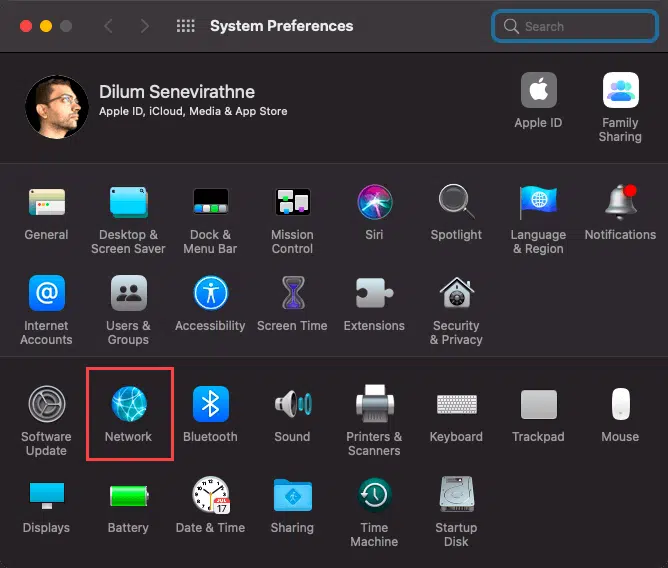 System Preferences
Search
Dilum Senevirathne
Apple ID, iCloud, Media & App Store
Apple ID
Family
Sharing
General
Desktop &
Screen Saver
Dock &
Menu Bar
Mission
Control
Siri
Spotlight
Language
& Region
Notifications
Internet
Accounts
Users &
Groups
Accessibility
Screen Time
Extensions
Security
& Privacy
Software
Update
Network
Bluetooth
Sound
Printers &
Scanners
Keyboard
Trackpad
Mouse
Displays
Battery
JUL
17
Date & Time
Sharing
Time
Machine
Startup
Disk